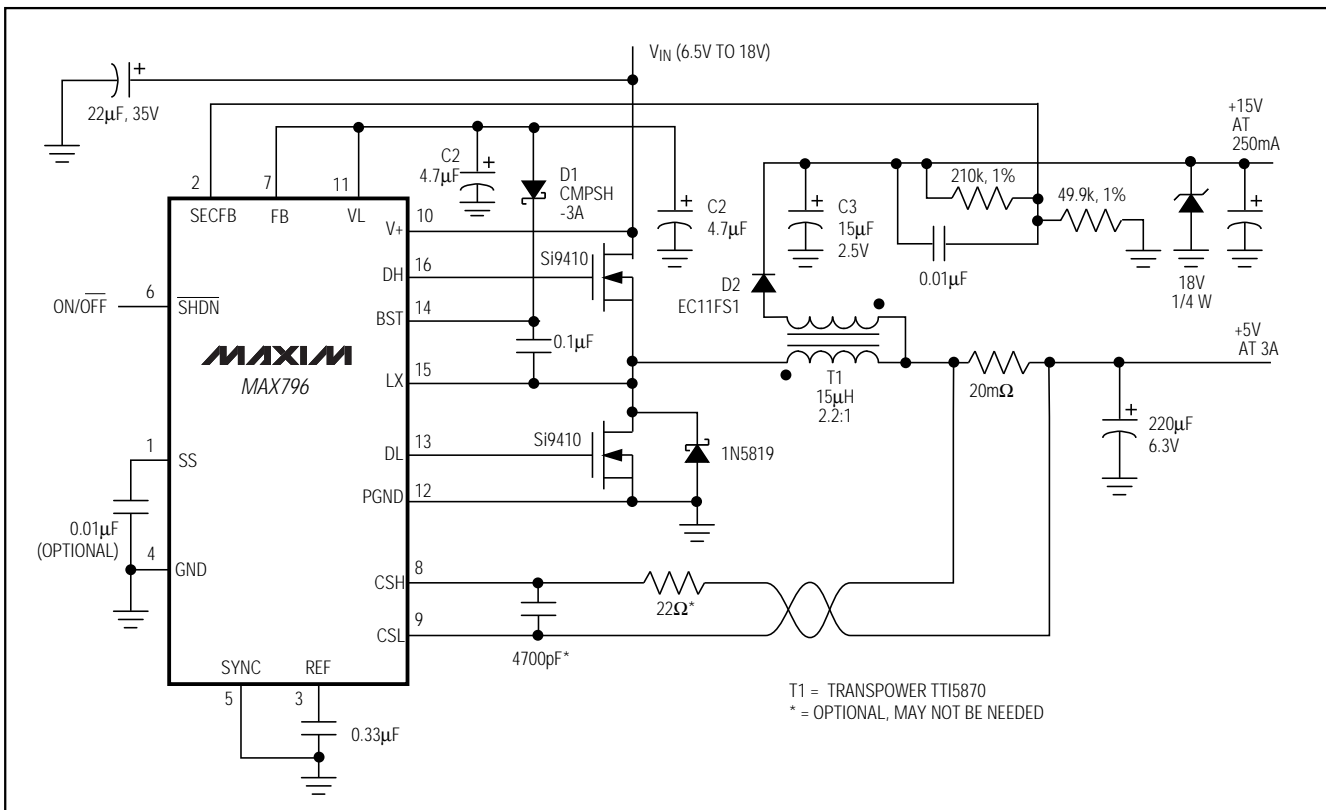 VIN (6.5V TO 18V)
22μF, 35V
+15V
AT
250mA
C2
4.7μF
D1
CMPSH
-3A
C2
4.7μF
C3
15μF
2.5V
210k, 1%
49.9k, 1%
0.01μF
18V
1/4 W
2
7
11
SECFB
FB
VL
V+
10
DH
16
Si9410
D2
EC11FS1
ON/OFF
6
SHDN
BST
14
0.1μF
MAXIM
MAX796
LX
15
T1
15μH
2.2:1
20mΩ
+5V
AT 3A
220μF
6.3V
1
SS
DL
13
Si9410
1N5819
PGND
12
0.01μF
(OPTIONAL)
4
GND
CSH
8
22Ω*
CSL
9
4700pF*
SYNC
REF
5
3
0.33μF
T1 = TRANSPOWER TTI5870
* = OPTIONAL, MAY NOT BE NEEDED